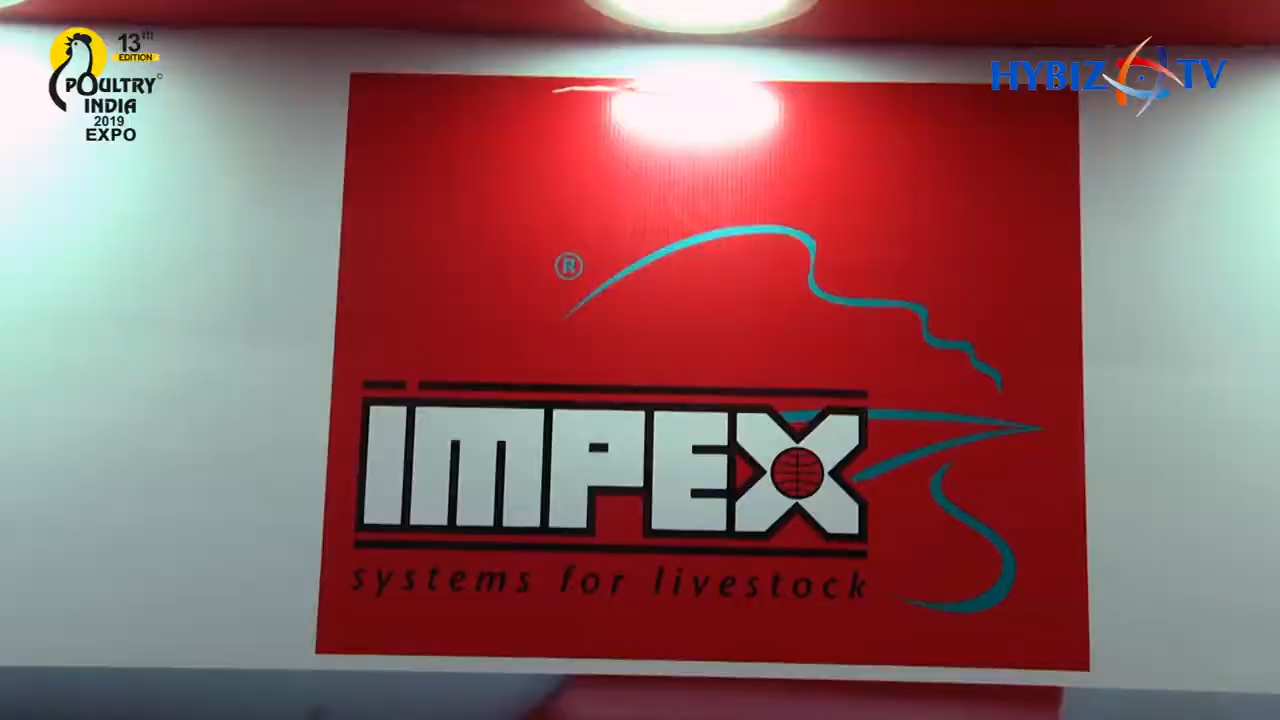 13th
EDITION
POULTRY
INDIA
2019
EXPO
HYBIZ TV
®
IMPEX
systems for livestock